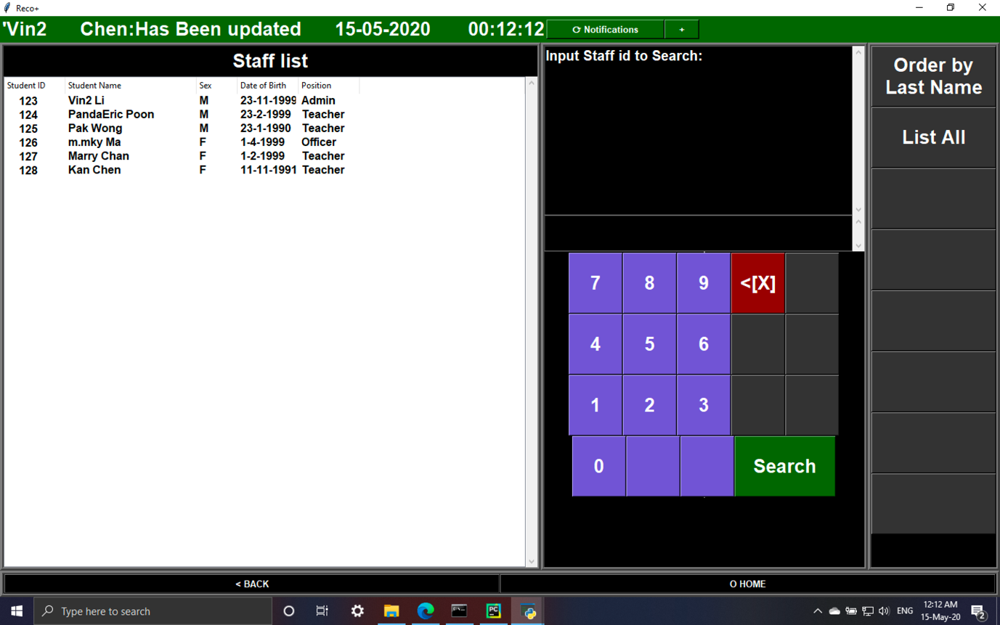 Reco+
'Vin2 Chen:Has Been updated 15-05-2020 00:12:12 Notifications +
Staff list
Student ID Student Name Sex Date of Birth Position
123 Vin2 Li M 23-11-1999 Admin
124 PandaEric Poon M 23-2-1999 Teacher
125 Pak Wong M 23-1-1990 Teacher
126 m.mky Ma F 1-4-1999 Officer
127 Marry Chan F 1-2-1999 Teacher
128 Kan Chen F 11-11-1991 Teacher
Input Staff id to Search:
7 8 9 <[X]
4 5 6
1 2 3
0 Search
Order by
Last Name
List All
< BACK
O HOME
Type here to search
PC
ENG
12:12 AM
15-May-20
2